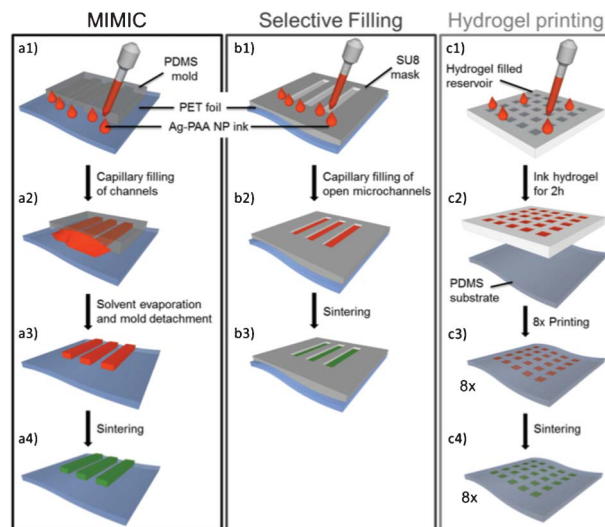 MIMIC
a1)
PDMS
mold
PET foil
Ag-PAA NP ink
Capillary filling
of channels
a2)
Solvent evaporation
and mold detachment
a3)
Sintering
a4)
Selective Filling
b1)
SU8
mask
Capillary filling of
open microchannels
b2)
Sintering
b3)
Hydrogel printing
c1)
Hydrogel filled
reservoir
Ink hydrogel
for 2h
c2)
PDMS
substrate
8x Printing
c3)
8x
Sintering
c4)
8x